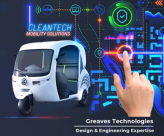 CLEANTECH
MOBILITY SOLUTIONS
Greaves Technologies
Design & Engineering Expertise